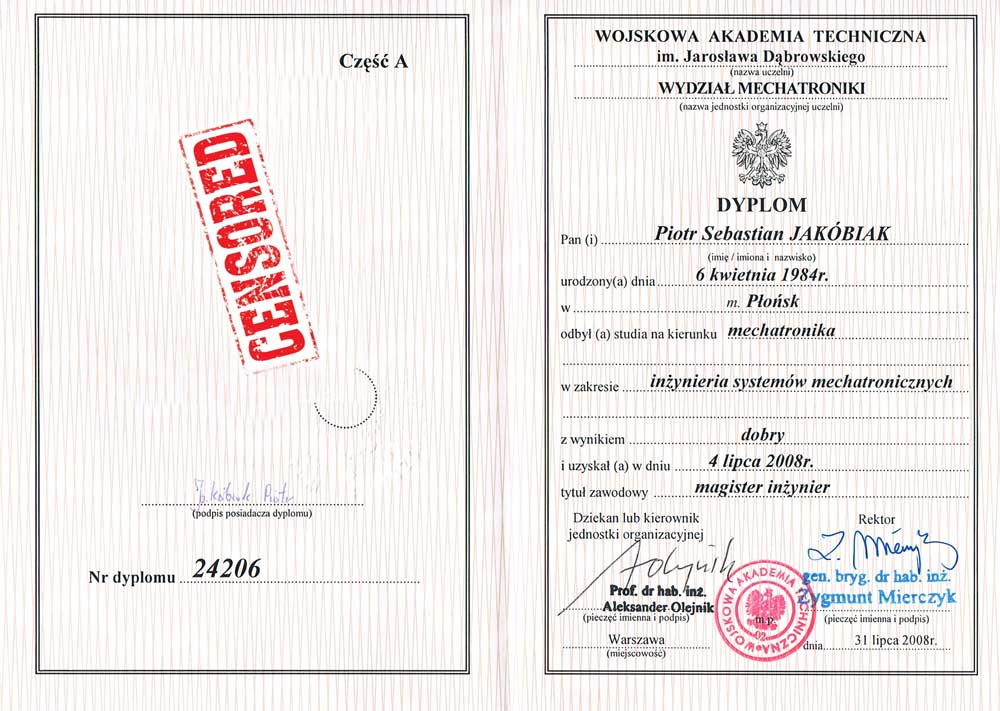 Część A
CENSORED
Jakóbiak Piotr
(podpis posiadacza dyplomu)
Nr dyplomu 24206
WOJSKOWA AKADEMIA TECHNICZNA
im. Jarosława Dąbrowskiego
(nazwa uczelni)
WYDZIAŁ MECHATRONIKI
(nazwa jednostki organizacyjnej uczelni)
DYPLOM
Pan (i) Piotr Sebastian JAKÓBIAK
(imię / imiona i nazwisko)
urodzony(a) dnia 6 kwietnia 1984r.
w m. Płońsk
odbył (a) studia na kierunku mechatronika
w zakresie inżynieria systemów mechatronicznych
z wynikiem dobry
i uzyskał (a) w dniu 4 lipca 2008r.
tytuł zawodowy magister inżynier
Dziekan lub kierownik
jednostki organizacyjnej
Prof. dr hab. inż.
Aleksander Olejnik
(pieczęć imienna i podpis)
Warszawa
(miejscowość)
WOJSKOWA AKADEMIA TECHNICZNA
m.p.
02
Rektor
Z. Mierczyk
gen. bryg. dr hab. inż.
Zygmunt Mierczyk
(pieczęć imienna i podpis)
dnia 31 lipca 2008r.